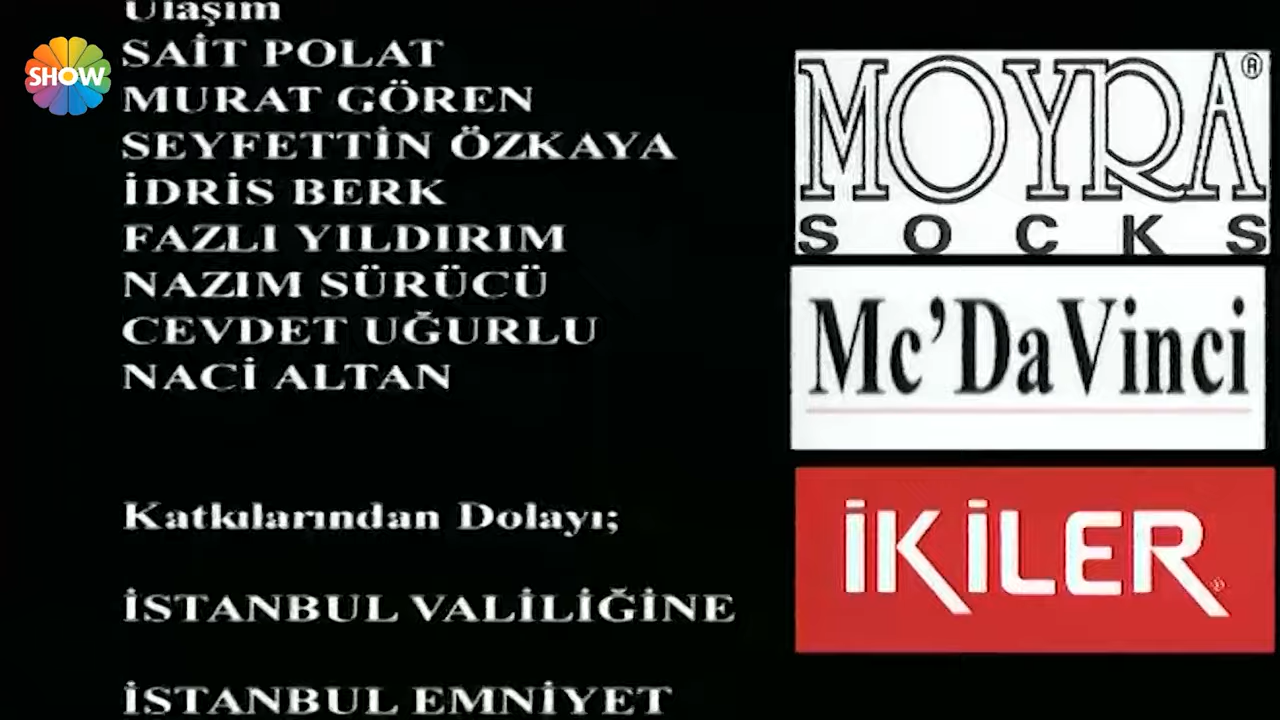 Ulaşım
SAİT POLAT
MURAT GÖREN
SEYFETTİN ÖZKAYA
İDRİS BERK
FAZLI YILDIRIM
NAZIM SÜRÜCÜ
CEVDET UĞURLU
NACİ ALTAN
Katkılarından Dolayı;
İSTANBUL VALİLİĞİNE
İSTANBUL EMNİYET
SHOW
MOYRA®
SOCKS
Mc'DaVinci
İKİLER®